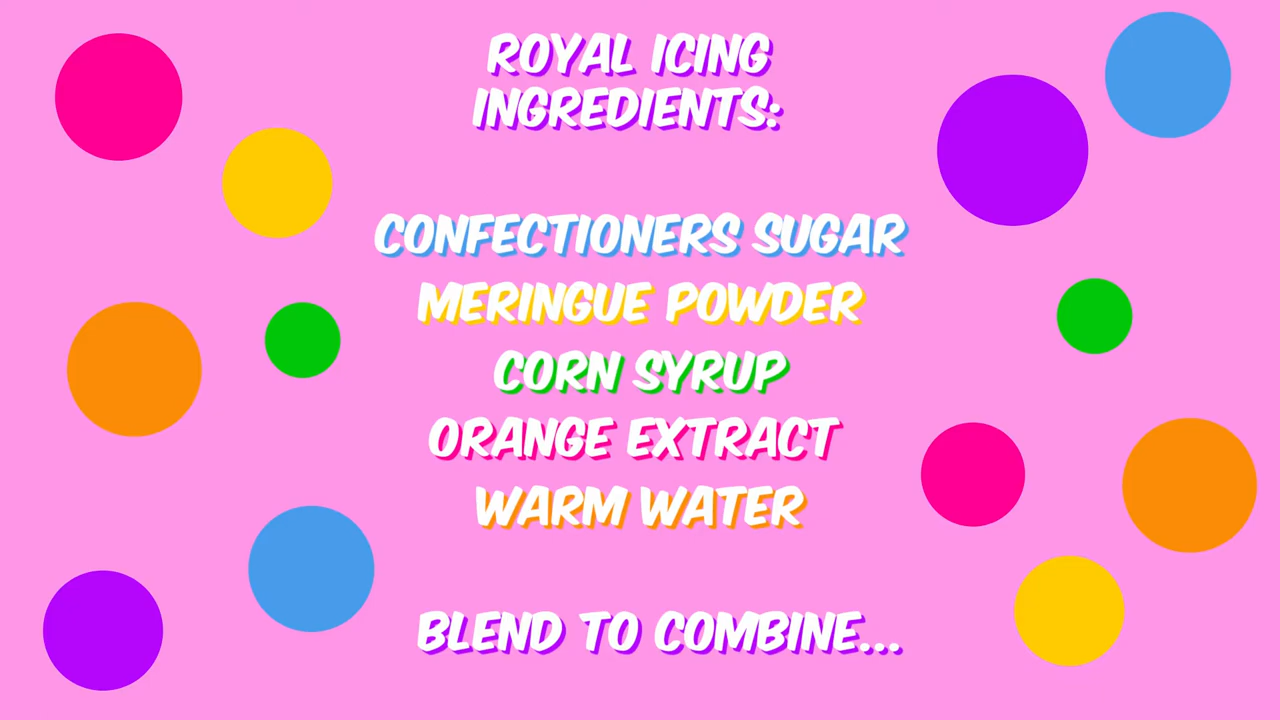 ROYAL ICING
INGREDIENTS:
CONFECTIONERS SUGAR
MERINGUE POWDER
CORN SYRUP
ORANGE EXTRACT
WARM WATER
BLEND TO COMBINE...